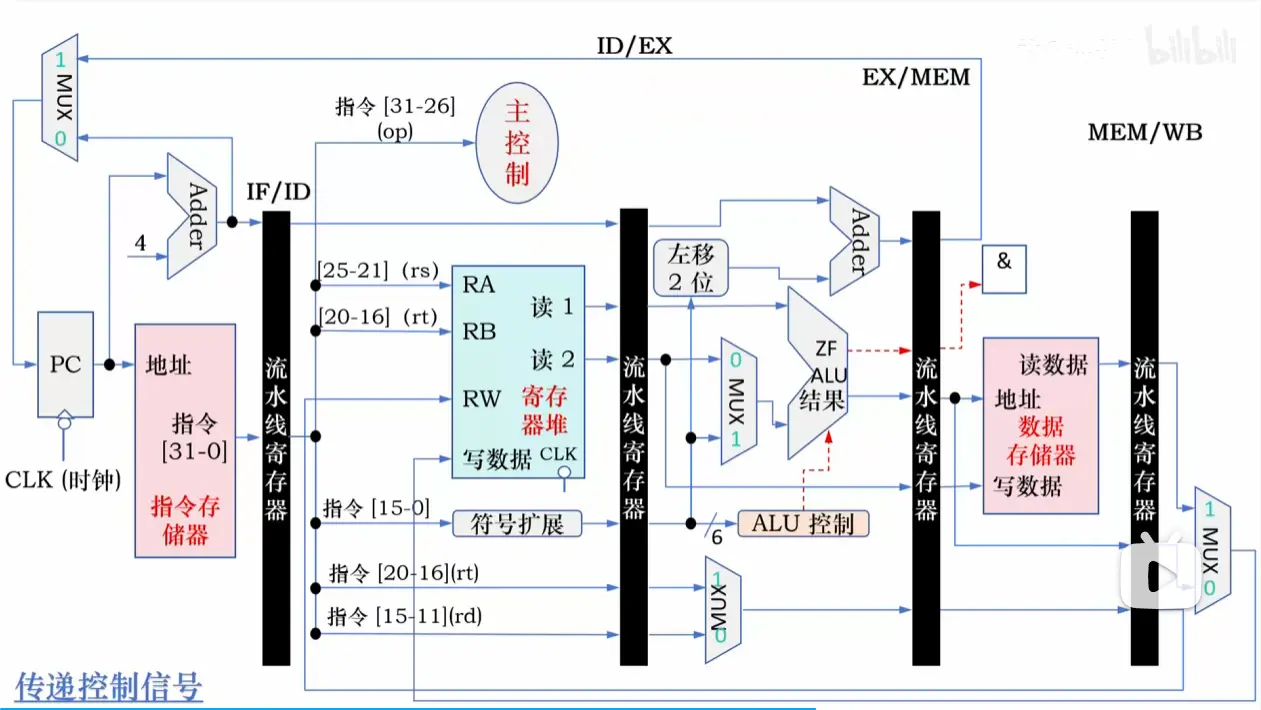 ID/EX
bilibili
EX/MEM
1
MUX
0
指令 [31-26]
(op)
主
控
制
MEM/WB
IF/ID
Adder
4
[25-21]（rs）
[20-16]（rt）
RA
RB
读 1
读 2
RW
寄存
器堆
写数据
CLK
左移
2 位
Adder
&
PC
CLK (时钟)
地址
指令
[31-0]
指令存
储器
流水线寄存器
流水线寄存器
0
MUX
1
ZF
ALU
结果
流水线寄存器
读数据
地址
数据
存储器
写数据
流水线寄存器
指令 [15-0]
符号扩展
6
ALU 控制
1
MUX
0
指令 [20-16](rt)
指令 [15-11](rd)
1
MUX
0
传递控制信号